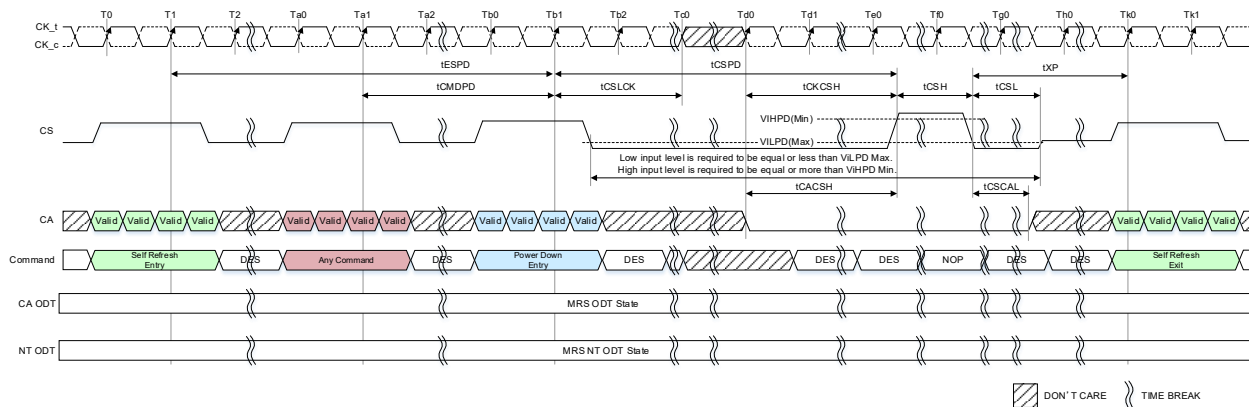 T0 T1 T2 Ta0 Ta1 Ta2 Tb0 Tb1 Tb2 Tc0 Td0 Td1 Te0 Tf0 Tg0 Th0 Tk0 Tk1
CK_t
CK_c
tESPD tCSPD tXP
tCMDPD tCSLCK tCKCSH tCSH tCSL
CS
VIHPD(Min)
VILPD(Max)
Low input level is required to be equal or less than ViLPD Max.
High input level is required to be equal or more than ViHPD Min.
tCACSH tCSCAL
CA Valid Valid Valid Valid Valid Valid Valid Valid Valid Valid Valid Valid Valid Valid Valid Valid
Command Self Refresh Entry DES Any Command DES Power Down Entry DES DES DES NOP DES DES Self Refresh Exit
CA ODT MRS ODT State
NT ODT MRS NT ODT State
DON'T CARE TIME BREAK